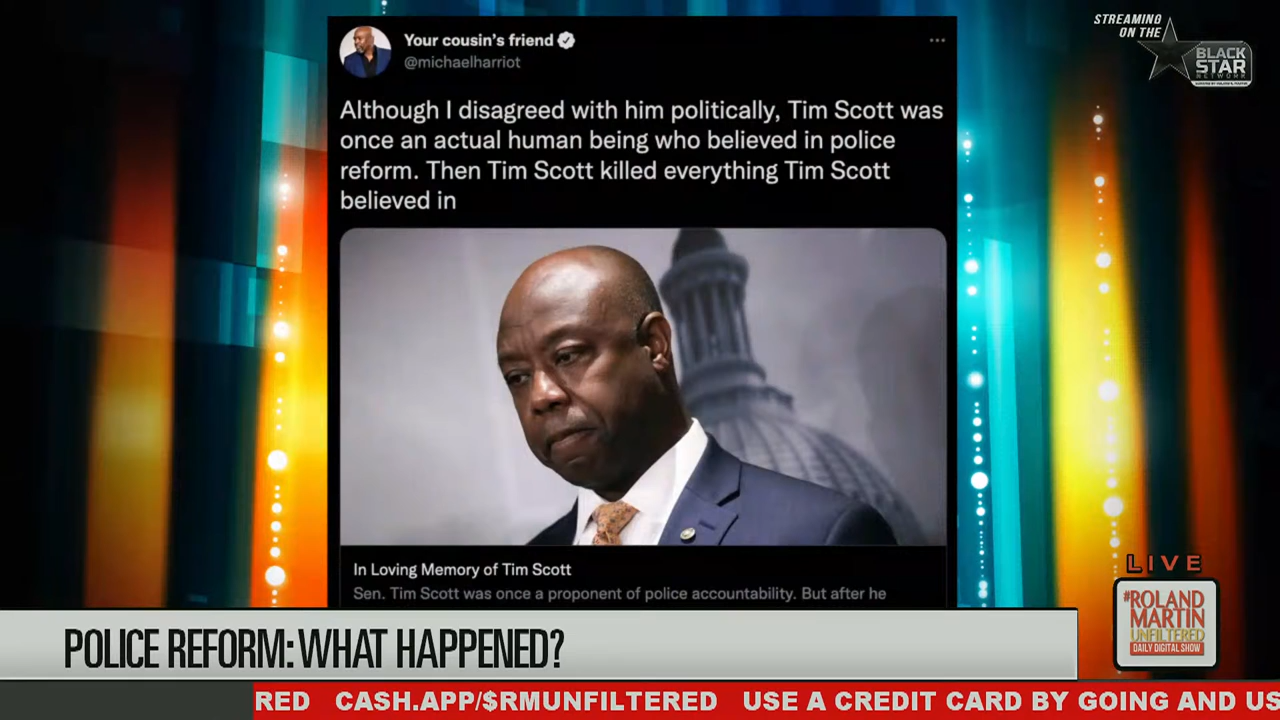 STREAMING
ON THE
BLACK
STAR
NETWORK
Your cousin's friend
@michaelharriot
Although I disagreed with him politically, Tim Scott was
once an actual human being who believed in police
reform. Then Tim Scott killed everything Tim Scott
believed in
In Loving Memory of Tim Scott
Sen. Tim Scott was once a proponent of police accountability. But after he
LIVE
#ROLAND
MARTIN
UNFILTERED
DAILY DIGITAL SHOW
POLICE REFORM: WHAT HAPPENED?
RED CASH.APP/$RMUNFILTERED USE A CREDIT CARD BY GOING AND US